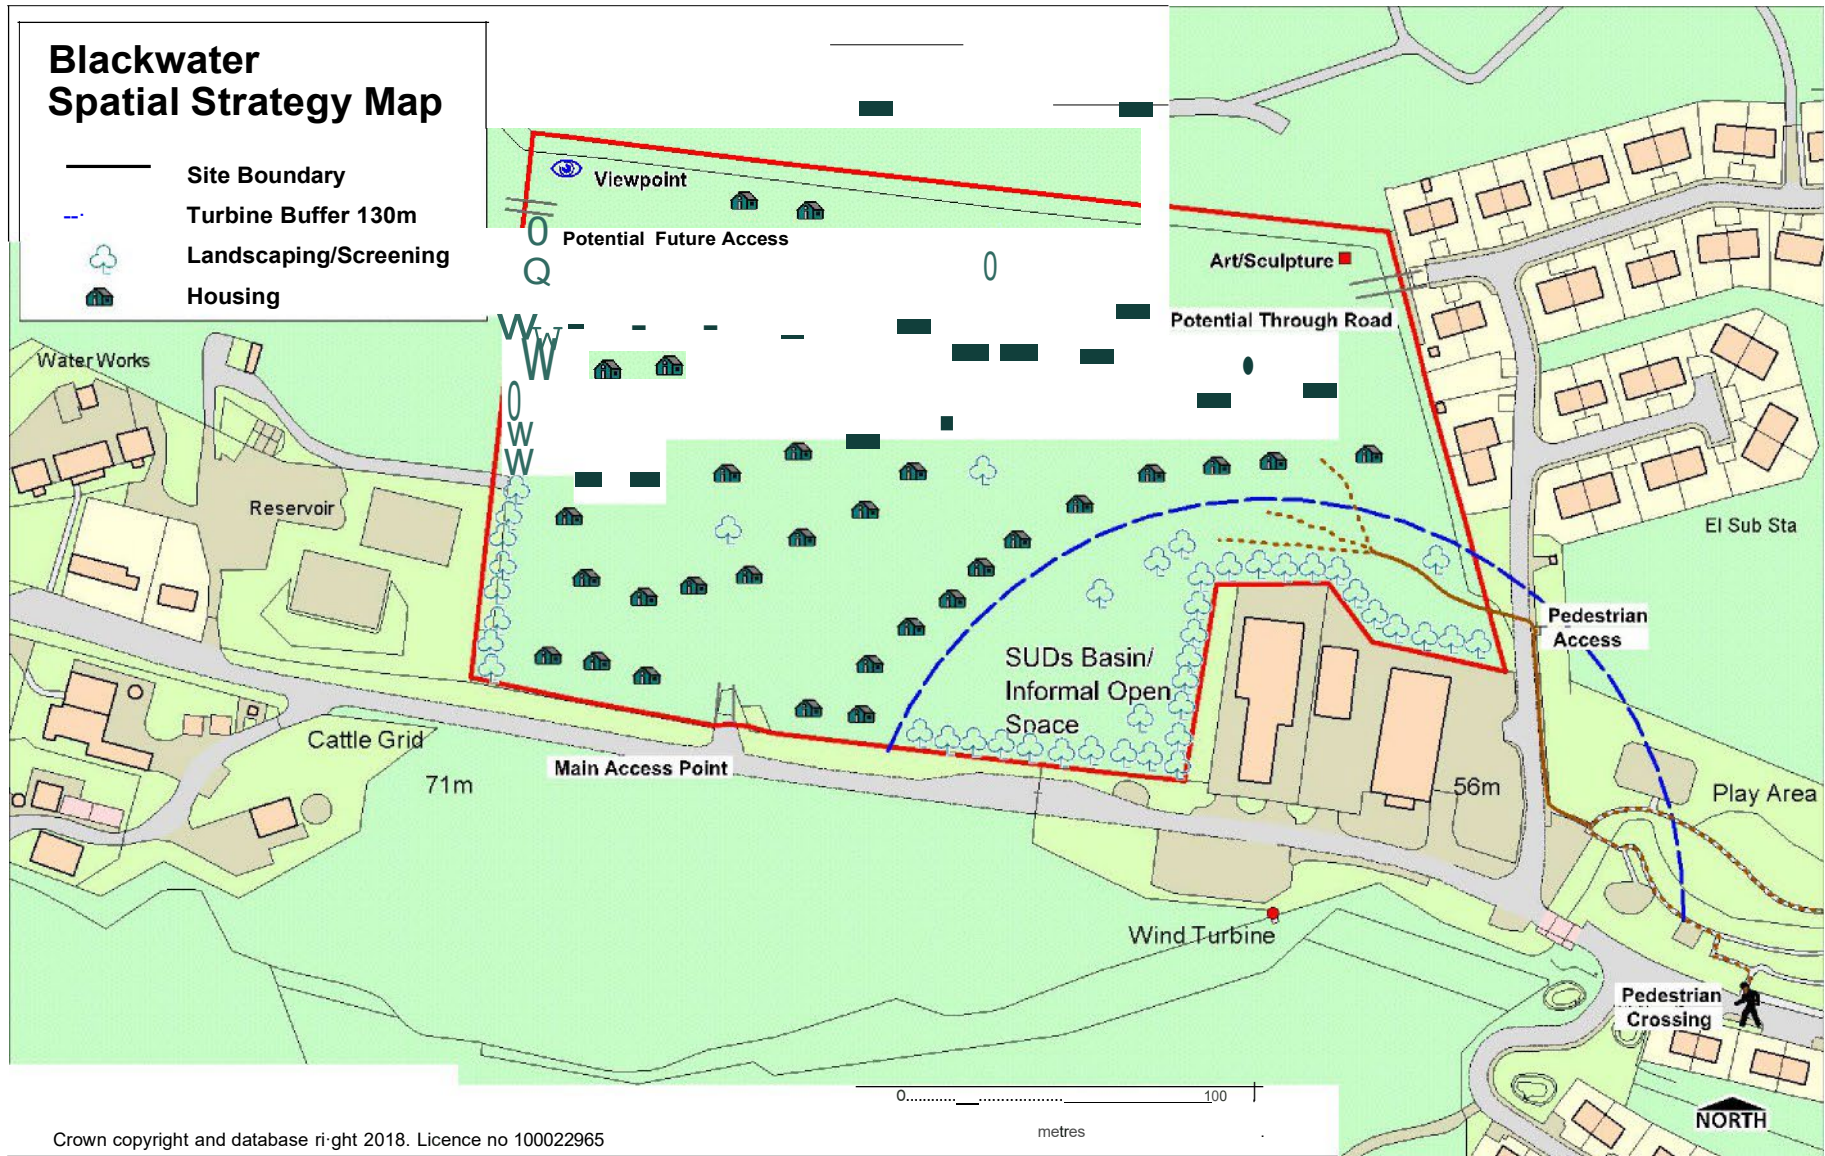 Blackwater
Spatial Strategy Map
Site Boundary
Turbine Buffer 130m
Landscaping/Screening
Housing
Viewpoint
Potential Future Access
Art/Sculpture
Potential Through Road
Water Works
Reservoir
El Sub Sta
Pedestrian
Access
SUDs Basin/
Informal Open
Space
Cattle Grid
Main Access Point
71m
56m
Play Area
Wind Turbine
Pedestrian
Crossing
0 100
metres
NORTH
Crown copyright and database ri·ght 2018. Licence no 100022965